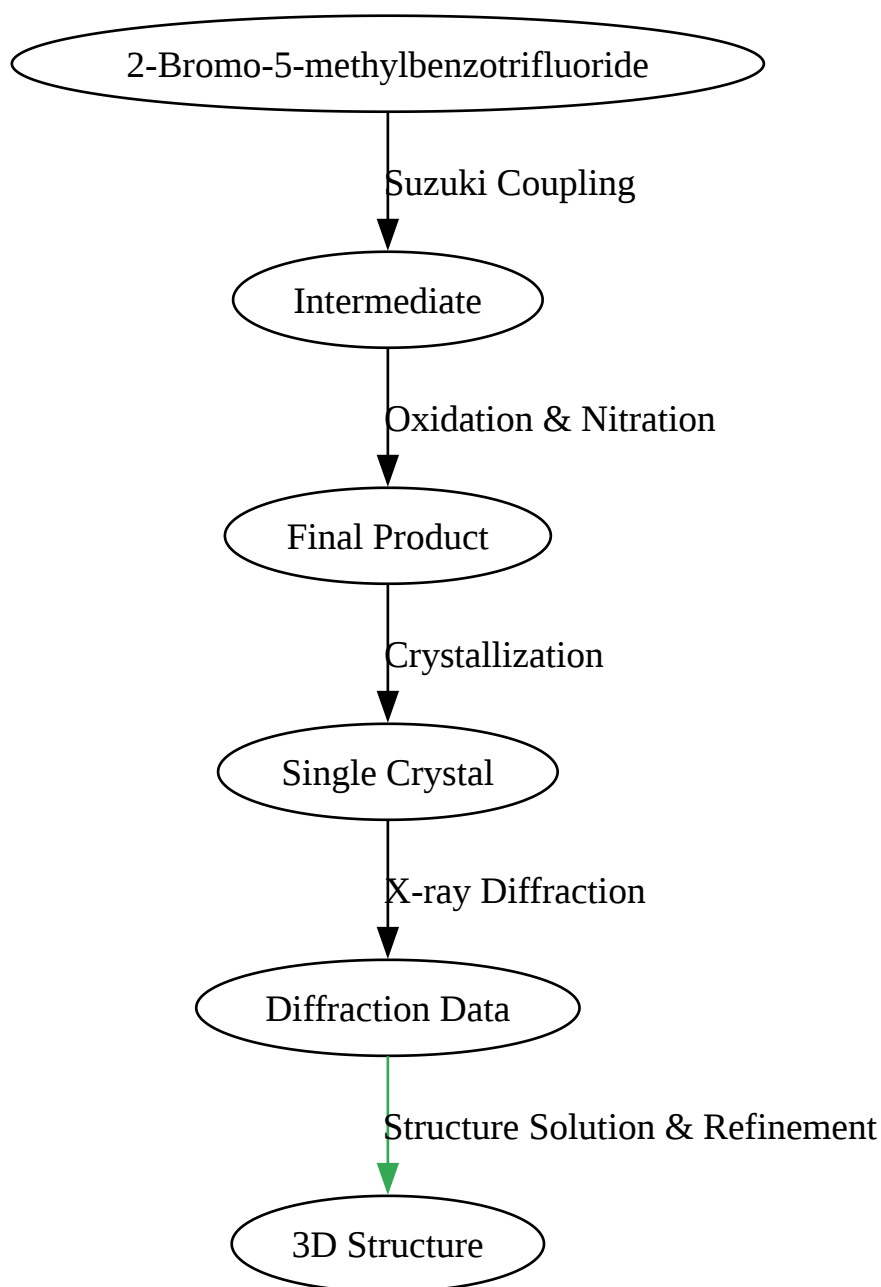 2-Bromo-5-methylbenzotrifluoride
Suzuki Coupling
Intermediate
Oxidation & Nitration
Final Product
Crystallization
Single Crystal
X-ray Diffraction
Diffraction Data
Structure Solution & Refinement
3D Structure